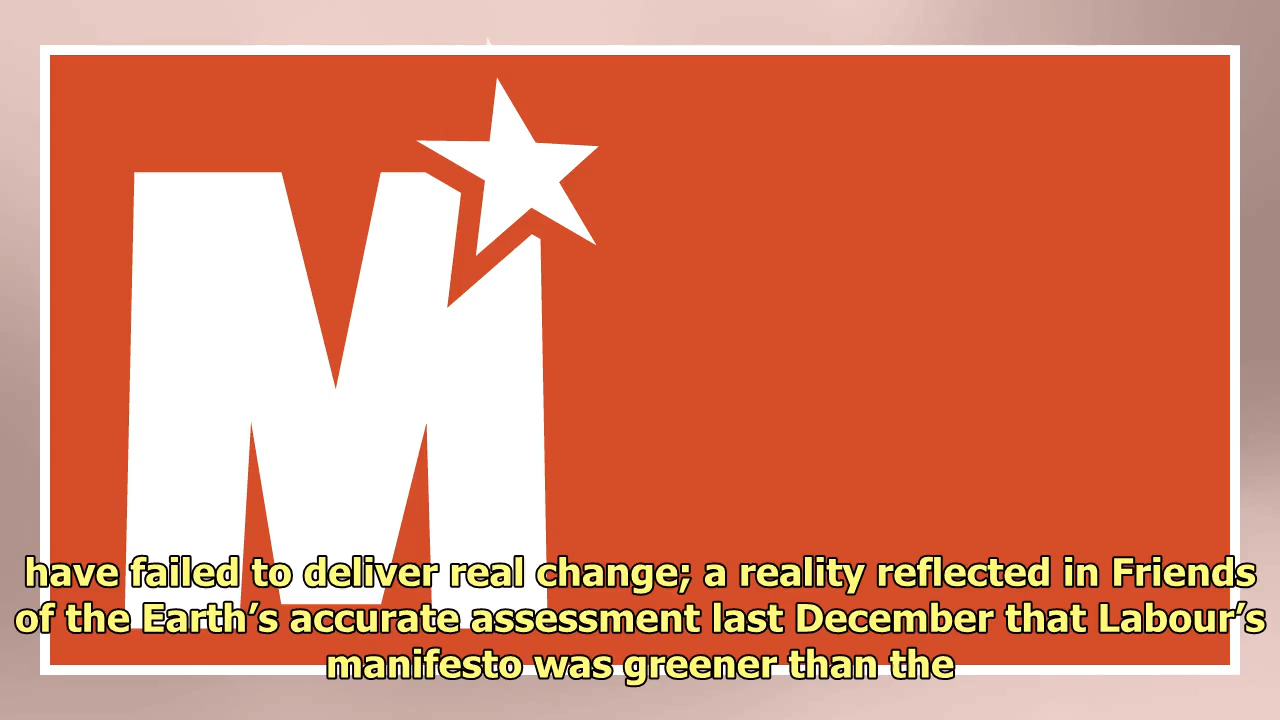 M
have failed to deliver real change; a reality reflected in Friends
of the Earth’s accurate assessment last December that Labour’s
manifesto was greener than the